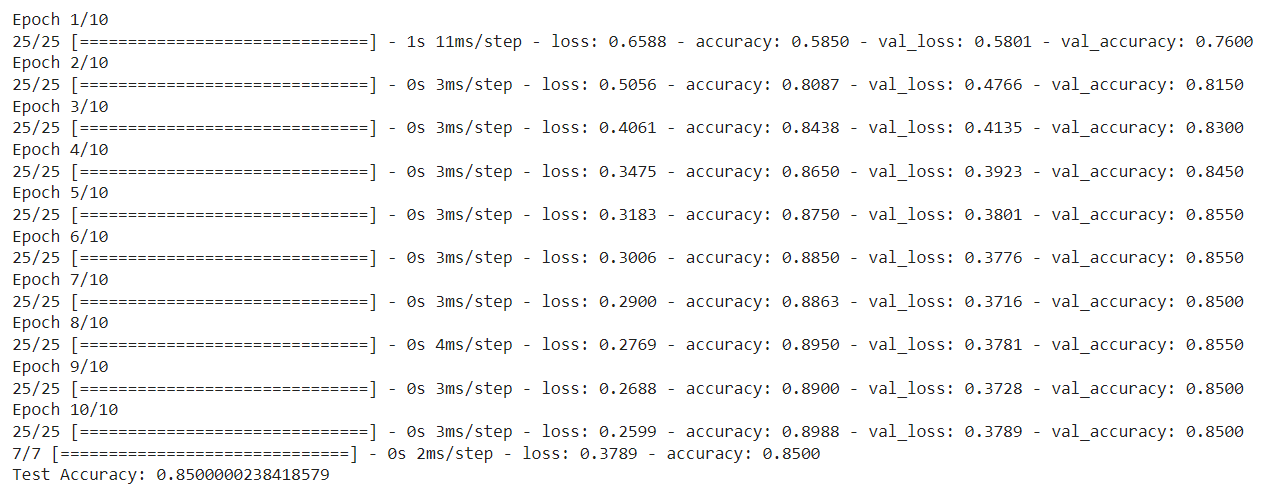 Epoch 1/10
25/25 [==============================] - 1s 11ms/step - loss: 0.6588 - accuracy: 0.5850 - val_loss: 0.5801 - val_accuracy: 0.7600
Epoch 2/10
25/25 [==============================] - 0s 3ms/step - loss: 0.5056 - accuracy: 0.8087 - val_loss: 0.4766 - val_accuracy: 0.8150
Epoch 3/10
25/25 [==============================] - 0s 3ms/step - loss: 0.4061 - accuracy: 0.8438 - val_loss: 0.4135 - val_accuracy: 0.8300
Epoch 4/10
25/25 [==============================] - 0s 3ms/step - loss: 0.3475 - accuracy: 0.8650 - val_loss: 0.3923 - val_accuracy: 0.8450
Epoch 5/10
25/25 [==============================] - 0s 3ms/step - loss: 0.3183 - accuracy: 0.8750 - val_loss: 0.3801 - val_accuracy: 0.8550
Epoch 6/10
25/25 [==============================] - 0s 3ms/step - loss: 0.3006 - accuracy: 0.8850 - val_loss: 0.3776 - val_accuracy: 0.8550
Epoch 7/10
25/25 [==============================] - 0s 3ms/step - loss: 0.2900 - accuracy: 0.8863 - val_loss: 0.3716 - val_accuracy: 0.8500
Epoch 8/10
25/25 [==============================] - 0s 4ms/step - loss: 0.2769 - accuracy: 0.8950 - val_loss: 0.3781 - val_accuracy: 0.8550
Epoch 9/10
25/25 [==============================] - 0s 3ms/step - loss: 0.2688 - accuracy: 0.8900 - val_loss: 0.3728 - val_accuracy: 0.8500
Epoch 10/10
25/25 [==============================] - 0s 3ms/step - loss: 0.2599 - accuracy: 0.8988 - val_loss: 0.3789 - val_accuracy: 0.8500
7/7 [==============================] - 0s 2ms/step - loss: 0.3789 - accuracy: 0.8500
Test Accuracy: 0.8500000238418579